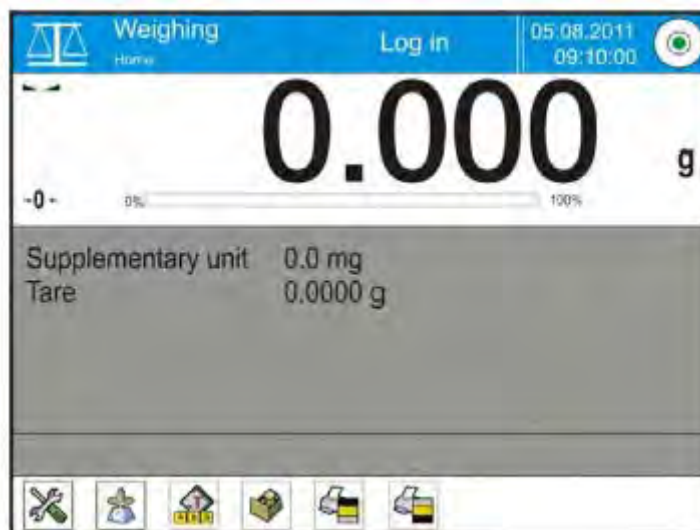 Weighing
Home
Log in
05.08.2011
09:10:00
0.000 g
-0-
0%
100%
Supplementary unit 0.0 mg
Tare 0.0000 g